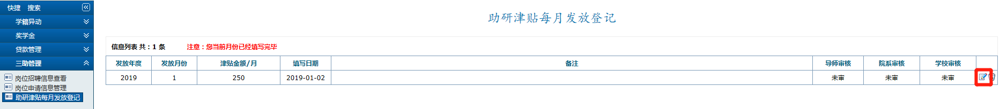 快捷 搜索
学籍异动
奖学金
贷款管理
三助管理
岗位招聘信息查看
岗位申请信息管理
助研津贴每月发放登记
助研津贴每月发放登记
信息列表 共：1 条 注意：您当前月份已经填写完毕
发放年度 发放月份 津贴金额/月 填写日期 备注 导师审核 院系审核 学校审核
2019 1 250 2019-01-02 未审 未审 未审